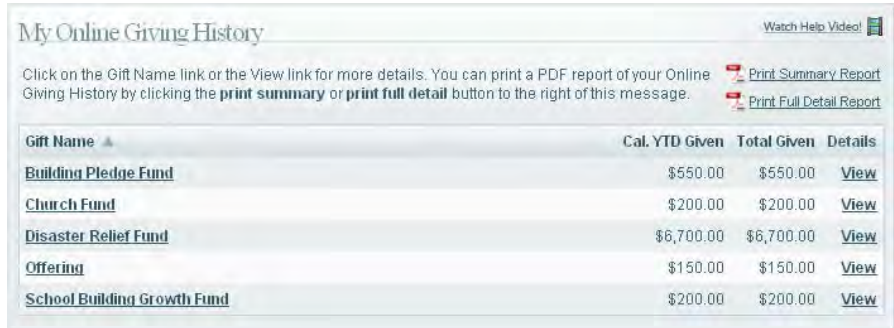 My Online Giving History
Watch Help Video!
Click on the Gift Name link or the View link for more details. You can print a PDF report of your Online
Giving History by clicking the print summary or print full detail button to the right of this message.
Print Summary Report
Print Full Detail Report
Gift Name Cal. YTD Given Total Given Details
Building Pledge Fund $550.00 $550.00 View
Church Fund $200.00 $200.00 View
Disaster Relief Fund $6,700.00 $6,700.00 View
Offering $150.00 $150.00 View
School Building Growth Fund $200.00 $200.00 View